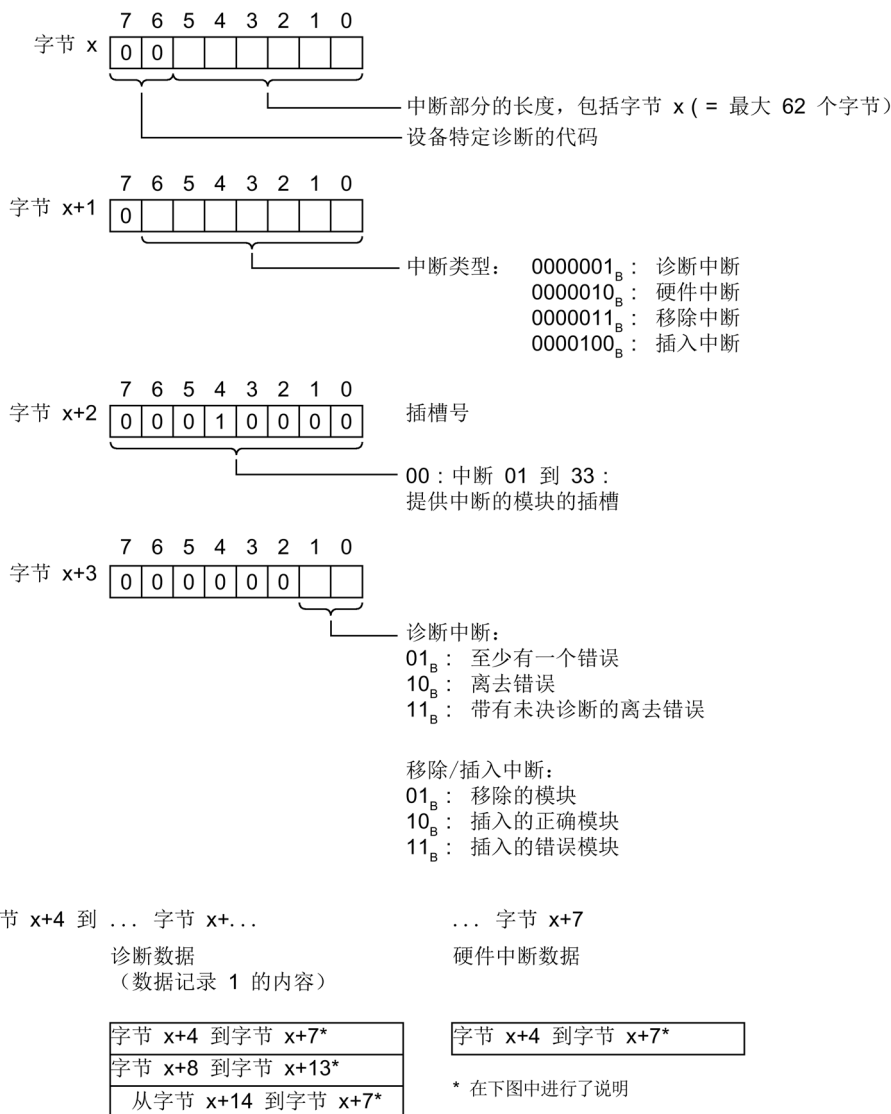 7 6 5 4 3 2 1 0
字节 x 0 0
中断部分的长度，包括字节 x ( = 最大 62 个字节）
设备特定诊断的代码
7 6 5 4 3 2 1 0
字节 x+1 0
中断类型： 0000001B : 诊断中断
0000010B : 硬件中断
0000011B : 移除中断
0000100B : 插入中断
7 6 5 4 3 2 1 0
字节 x+2 0 0 0 1 0 0 0 0 插槽号
00 : 中断 01 到 33 :
提供中断的模块的插槽
7 6 5 4 3 2 1 0
字节 x+3 0 0 0 0 0 0
诊断中断：
01B : 至少有一个错误
10B : 离去错误
11B : 带有未决诊断的离去错误
移除/插入中断：
01B : 移除的模块
10B : 插入的正确模块
11B : 插入的错误模块
节 x+4 到 ... 字节 x+... ... 字节 x+7
诊断数据 硬件中断数据
（数据记录 1 的内容）
字节 x+4 到字节 x+7* 字节 x+4 到字节 x+7*
字节 x+8 到字节 x+13*
从字节 x+14 到字节 x+7* * 在下图中进行了说明